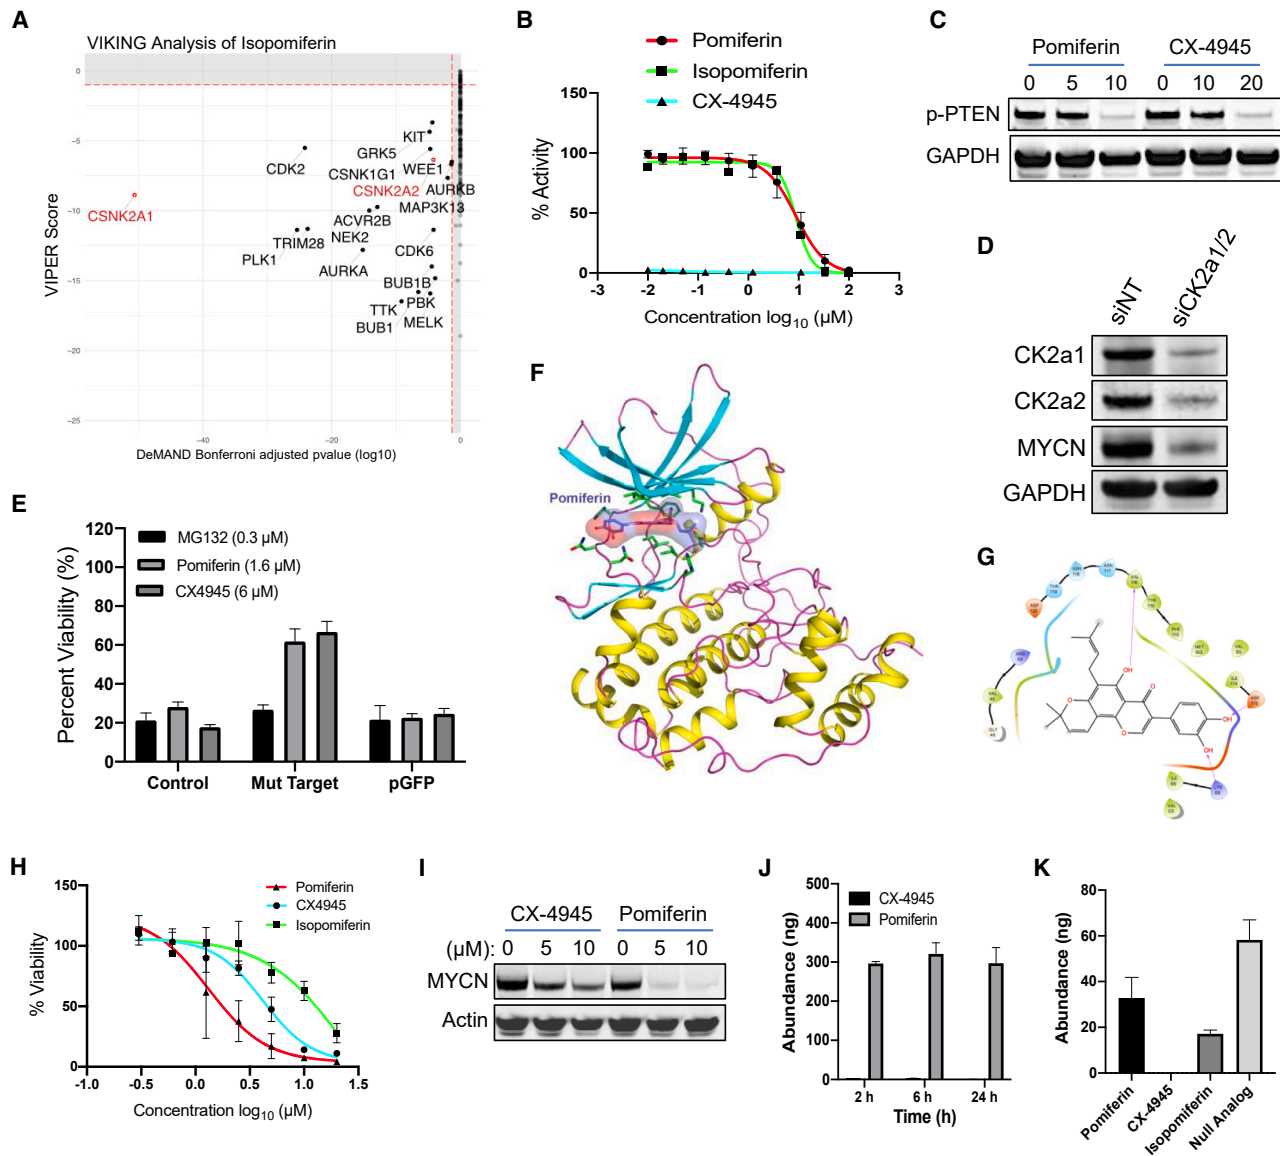 A
VIKING Analysis of Isopomiferin
VIPER Score
0
−5
−10
−15
−20
−25
−40
−20
0
DeMAND Bonferroni adjusted pvalue (log10)
KIT
GRK5
CDK2
CSNK1G1
WEE1
CSNK2A2
AURKB
CSNK2A1
MAP3K13
ACVR2B
TRIM28
NEK2
CDK6
PLK1
AURKA
BUB1B
TTK
PBK
BUB1
MELK
B
Pomiferin
Isopomiferin
CX-4945
% Activity
150
100
50
0
-3 -2 -1 0 1 2 3
Concentration log10 (µM)
C
Pomiferin CX-4945
0 5 10 0 10 20
p-PTEN
GAPDH
D
siNT
siCK2a1/2
CK2a1
CK2a2
MYCN
GAPDH
E
MG132 (0.3 µM)
Pomiferin (1.6 µM)
CX4945 (6 µM)
Percent Viability (%)
120
100
80
60
40
20
0
Control Mut Target pGFP
F
Pomiferin
G
OH
O
O
O
OH
OH
H
Pomiferin
CX4945
Isopomiferin
% Viability
150
100
50
0
-1.0 -0.5 0.0 0.5 1.0 1.5
Concentration log10 (µM)
I
CX-4945 Pomiferin
(µM): 0 5 10 0 5 10
MYCN
Actin
J
CX-4945
Pomiferin
Abundance (ng)
500
400
300
200
100
0
2 h 6 h 24 h
Time (h)
K
Abundance (ng)
80
60
40
20
0
Pomiferin
CX-4945
Isopomiferin
Null Analog